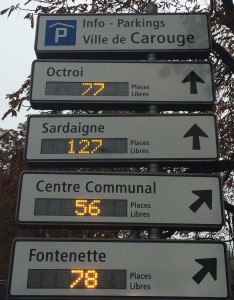 P
Info - Parkings
Ville de Carouge
Octroi
77 Places
Libres
Sardaigne
127 Places
Libres
Centre Communal
56 Places
Libres
Fontenette
78 Places
Libres